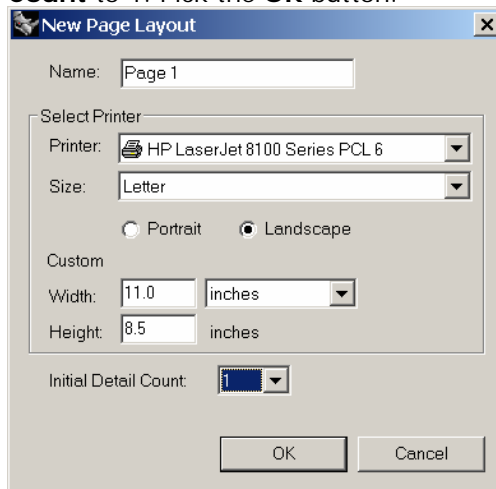 count to 1. Pick the OK button.
New Page Layout
Name: Page 1
Select Printer
Printer: HP LaserJet 8100 Series PCL 6
Size: Letter
Portrait Landscape
Custom
Width: 11.0 inches
Height: 8.5 inches
Initial Detail Count: 1
OK Cancel